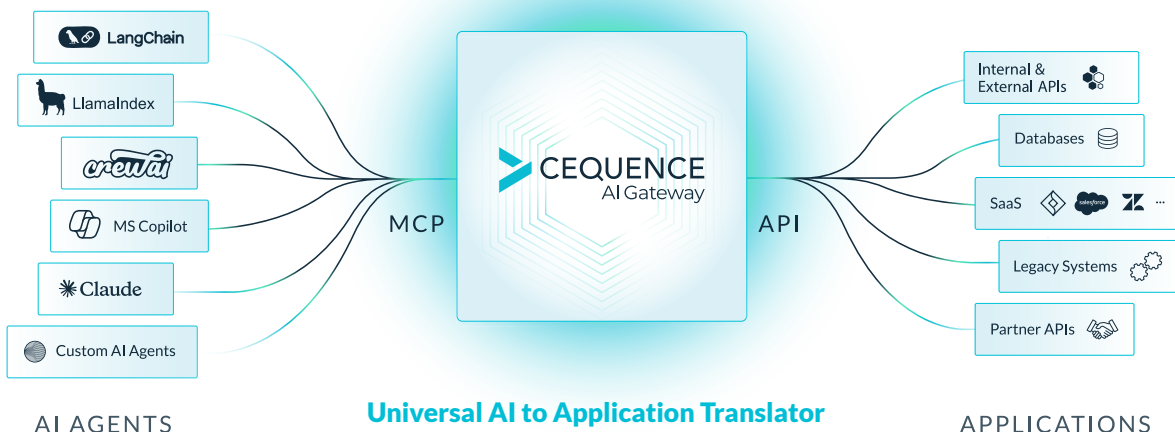 LangChain
LlamaIndex
crewai
MS Copilot
Claude
Custom AI Agents
AI AGENTS
MCP
CEQUENCE
AI Gateway
Universal AI to Application Translator
API
Internal &
External APIs
Databases
SaaS salesforce ...
Legacy Systems
Partner APIs
APPLICATIONS